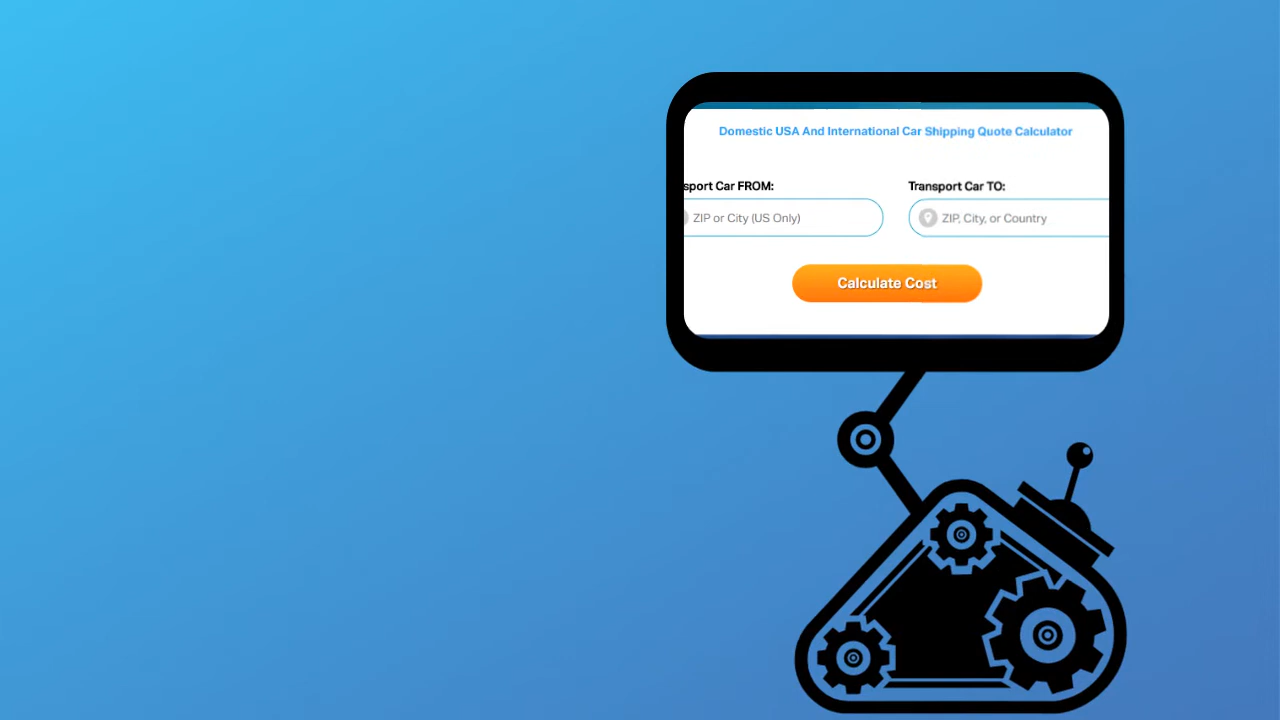 Domestic USA And International Car Shipping Quote Calculator
sport Car FROM:
Transport Car TO:
ZIP or City (US Only)
ZIP, City, or Country
Calculate Cost